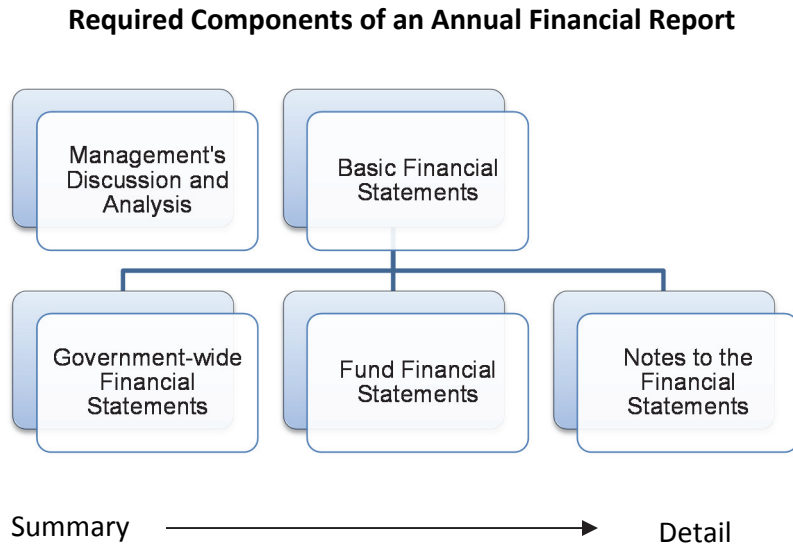 Required Components of an Annual Financial Report
Management's
Discussion and
Analysis
Basic Financial
Statements
Government-wide
Financial
Statements
Fund Financial
Statements
Notes to the
Financial
Statements
Summary
Detail